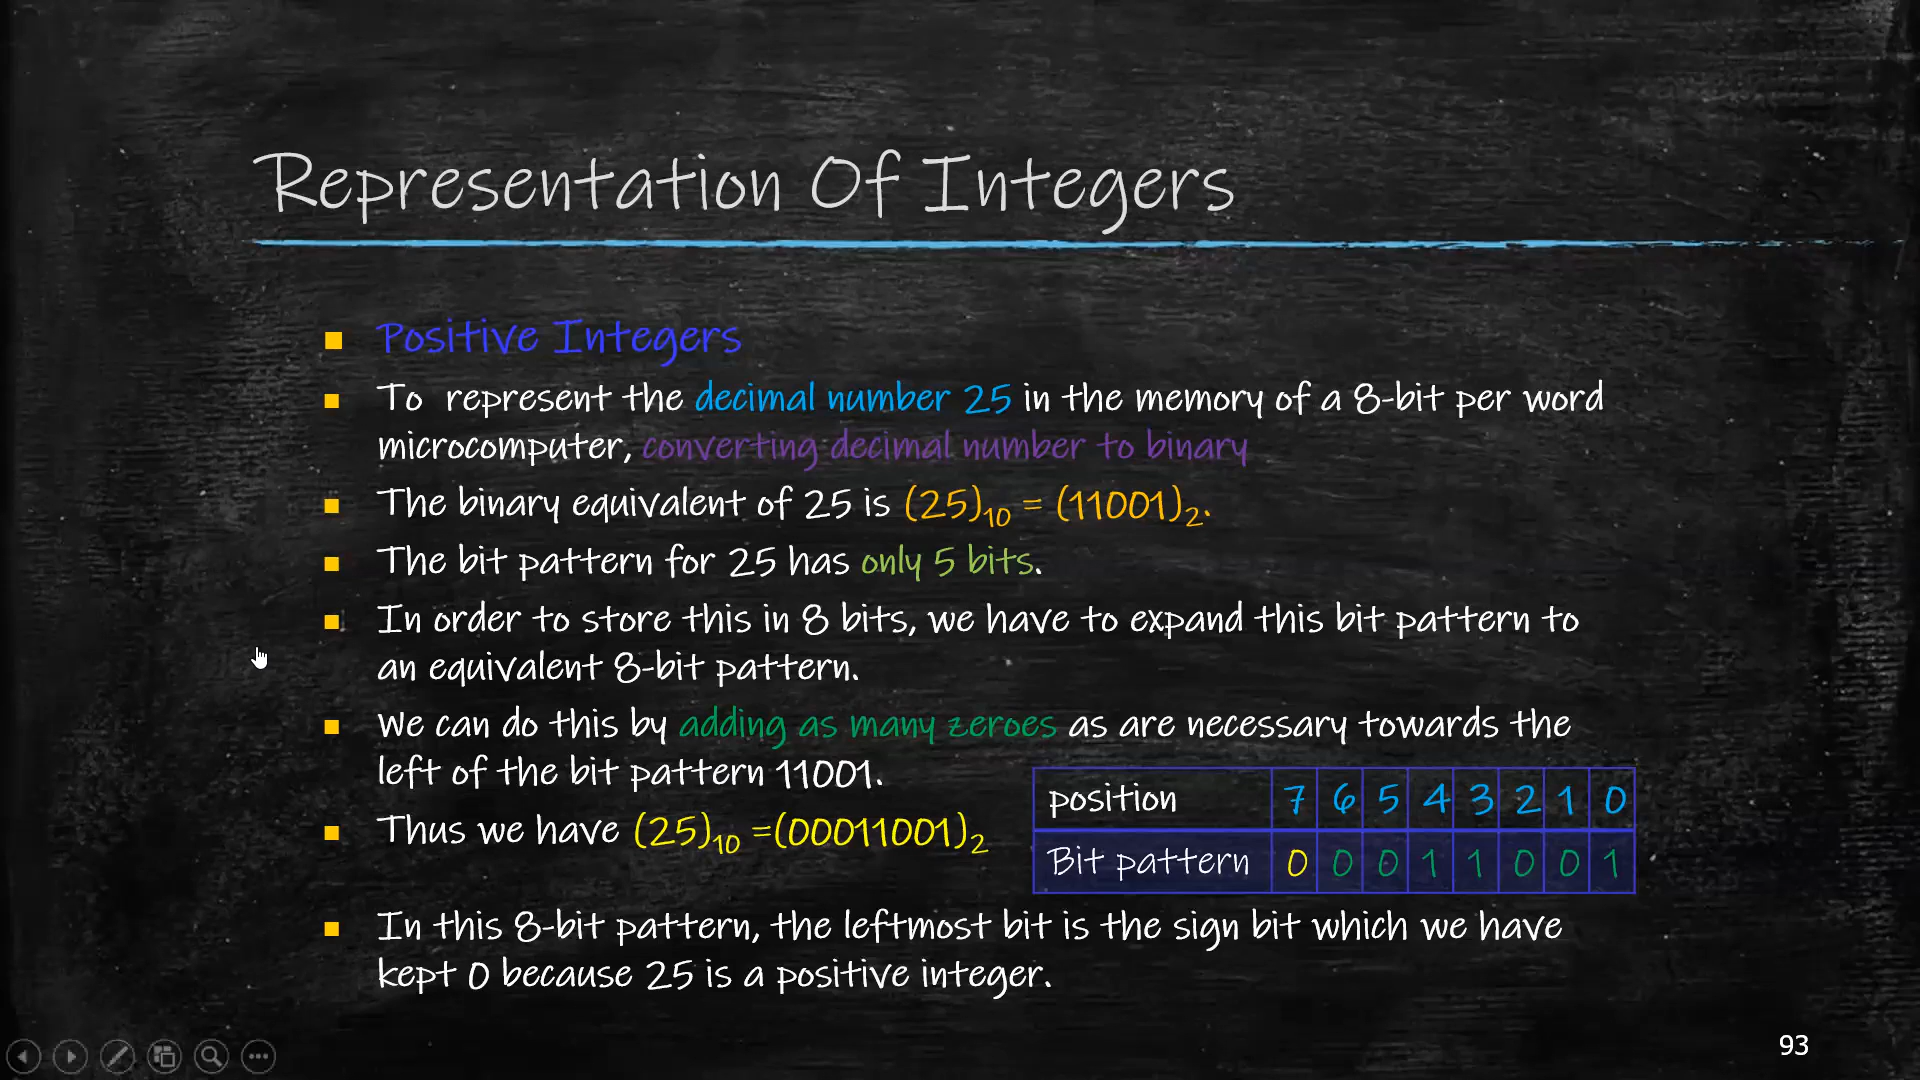 Representation Of Integers
Positive Integers
To represent the decimal number 25 in the memory of a 8-bit per word
microcomputer, converting decimal number to binary
The binary equivalent of 25 is (25)₁₀ = (11001)₂.
The bit pattern for 25 has only 5 bits.
In order to store this in 8 bits, we have to expand this bit pattern to
an equivalent 8-bit pattern.
We can do this by adding as many zeroes as are necessary towards the
left of the bit pattern 11001.
Thus we have (25)₁₀ =(00011001)₂
position 7 6 5 4 3 2 1 0
Bit pattern 0 0 0 1 1 0 0 1
In this 8-bit pattern, the leftmost bit is the sign bit which we have
kept 0 because 25 is a positive integer.
93